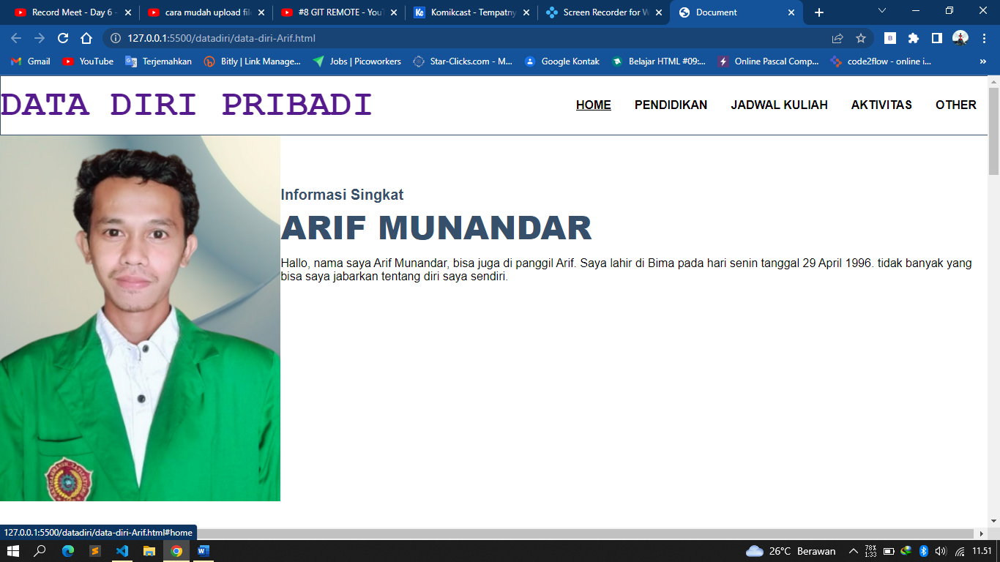 Record Meet - Day 6 -
cara mudah upload file
#8 GIT REMOTE - YouT
Komikcast - Tempatny
Screen Recorder for W
Document
127.0.0.1:5500/datadiri/data-diri-Arif.html
Gmail
YouTube
Terjemahkan
Bitly | Link Manage...
Jobs | Picoworkers
Star-Clicks.com - M...
Google Kontak
Belajar HTML #09:...
Online Pascal Comp...
code2flow - online i...
»
DATA DIRI PRIBADI
HOME
PENDIDIKAN
JADWAL KULIAH
AKTIVITAS
OTHER
Informasi Singkat
ARIF MUNANDAR
Hallo, nama saya Arif Munandar, bisa juga di panggil Arif. Saya lahir di Bima pada hari senin tanggal 29 April 1996. tidak banyak yang
bisa saya jabarkan tentang diri saya sendiri.
127.0.0.1:5500/datadiri/data-diri-Arif.html#home
26°C Berawan
78%
1:33
11.51